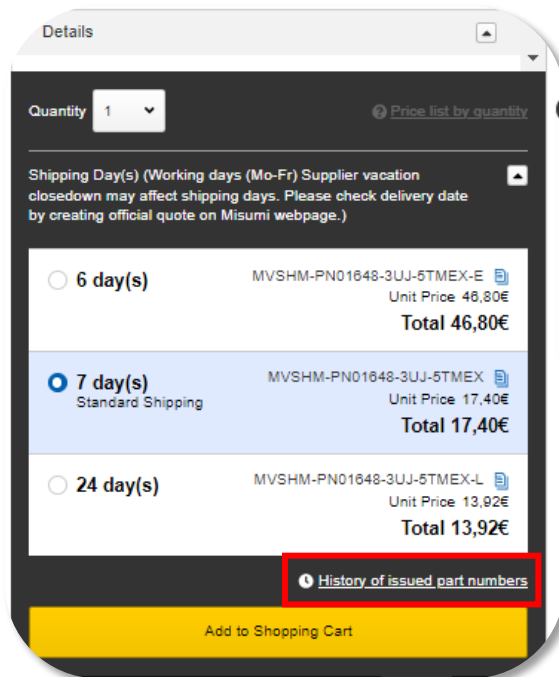 Details
Quantity 1
Price list by quantity
Shipping Day(s) (Working days (Mo-Fr) Supplier vacation
closedown may affect shipping days. Please check delivery date
by creating official quote on Misumi webpage.)
6 day(s)
MVSHM-PN01648-3UJ-5TMEX-E
Unit Price 46,80€
Total 46,80€
7 day(s)
Standard Shipping
MVSHM-PN01648-3UJ-5TMEX
Unit Price 17,40€
Total 17,40€
24 day(s)
MVSHM-PN01648-3UJ-5TMEX-L
Unit Price 13,92€
Total 13,92€
History of issued part numbers
Add to Shopping Cart